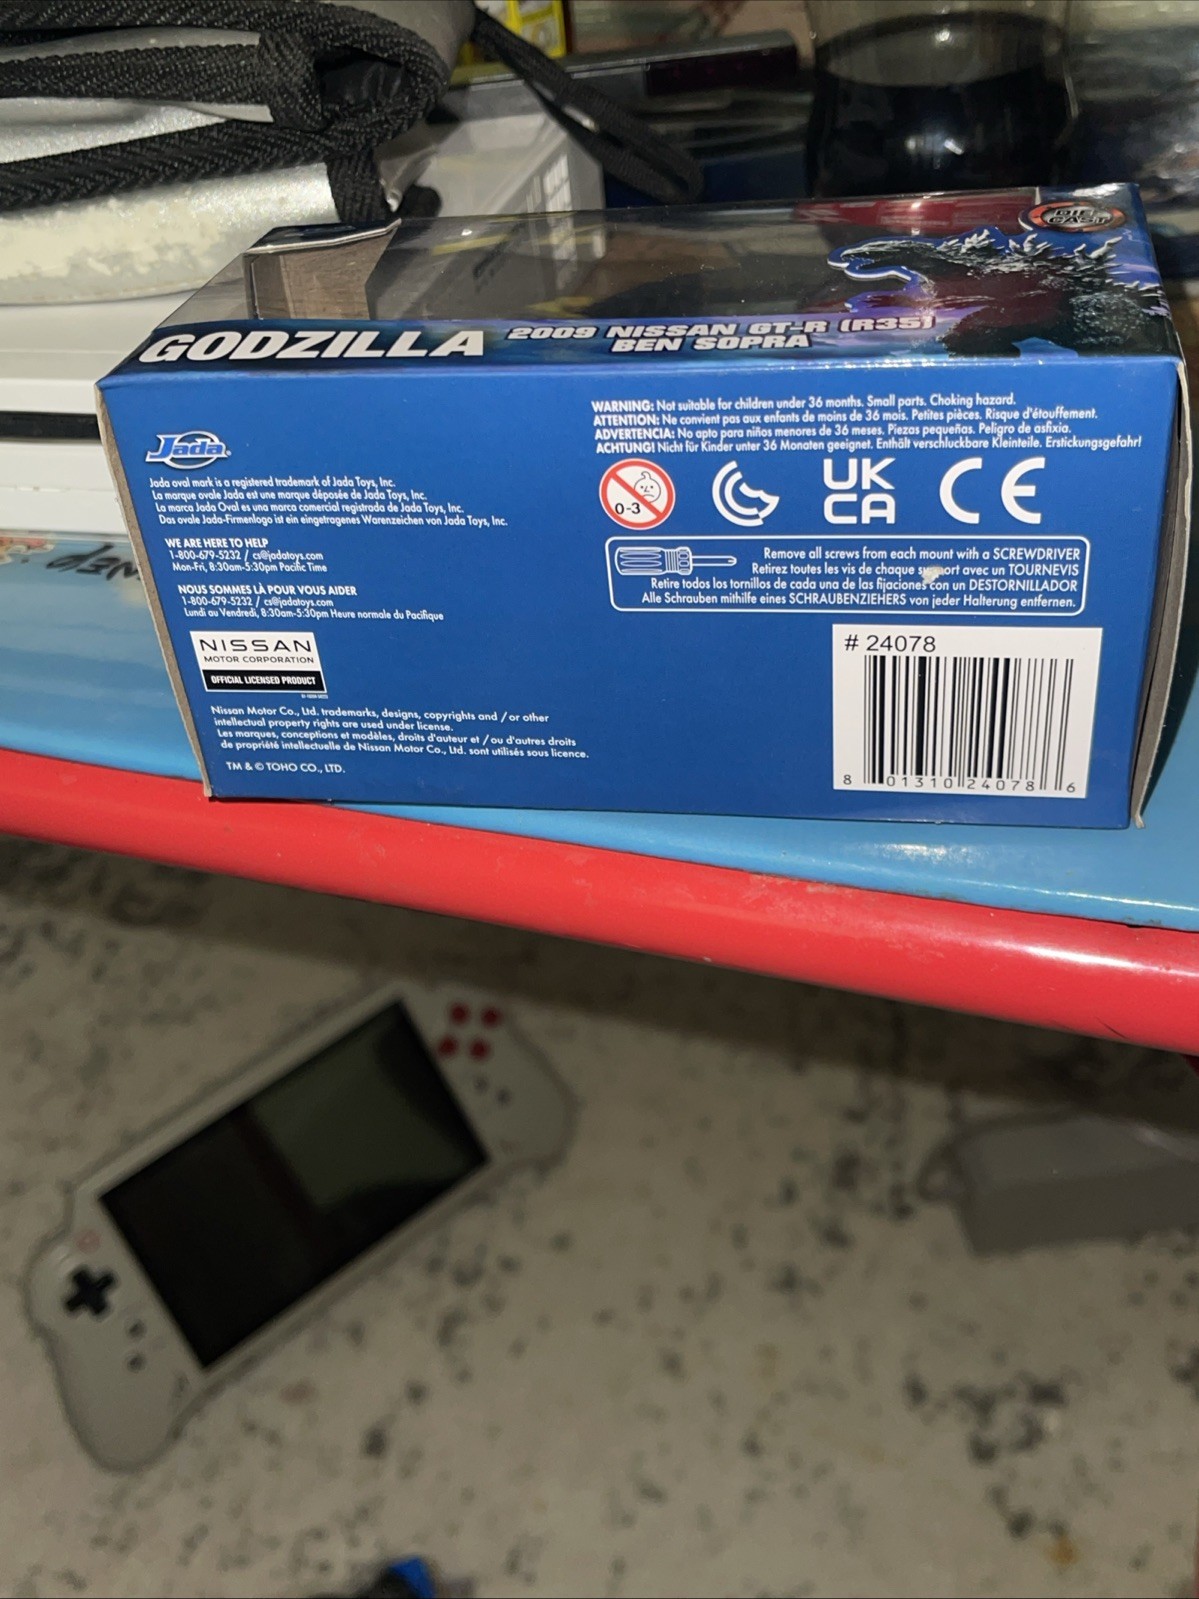 DIE CAST
GODZILLA
2009 NISSAN GT-R (R35)
BEN SOPRA
Jada
Jada oval mark is a registered trademark of Jada Toys, Inc.
La marque ovale Jada est une marque déposée de Jada Toys, Inc.
La marca Jada Oval es una marca comercial registrada de Jada Toys, Inc.
Das ovale Jada-Firmenlogo ist ein eingetragenes Warenzeichen von Jada Toys, Inc.
WE ARE HERE TO HELP
1-800-679-5232 / cs@jadatoys.com
Mon-Fri, 8:30am-5:30pm Pacific Time
NOUS SOMMES LÀ POUR VOUS AIDER
1-800-679-5232 / cs@jadatoys.com
Lundi au Vendredi, 8:30am-5:30pm Heure normale du Pacifique
NISSAN
MOTOR CORPORATION
OFFICIAL LICENSED PRODUCT
Nissan Motor Co., Ltd. trademarks, designs, copyrights and / or other
intellectual property rights are used under license.
Les marques, conceptions et modèles, droits d'auteur et / ou d'autres droits
de propriété intellectuelle de Nissan Motor Co., Ltd. sont utilisés sous licence.
TM & © TOHO CO., LTD.
WARNING: Not suitable for children under 36 months. Small parts. Choking hazard.
ATTENTION: Ne convient pas aux enfants de moins de 36 mois. Petites pièces. Risque d'étouffement.
ADVERTENCIA: No apto para niños menores de 36 meses. Piezas pequeñas. Peligro de asfixia.
ACHTUNG! Nicht für Kinder unter 36 Monaten geeignet. Enthält verschluckbare Kleinteile. Erstickungsgefahr!
0-3
UK
CA
CE
Remove all screws from each mount with a SCREWDRIVER
Retirez toutes les vis de chaque support avec un TOURNEVIS
Retire todos los tornillos de cada una de las fijaciones con un DESTORNILLADOR
Alle Schrauben mithilfe eines SCHRAUBENZIEHERS von jeder Halterung entfernen.
# 24078
8 01310 24078 6